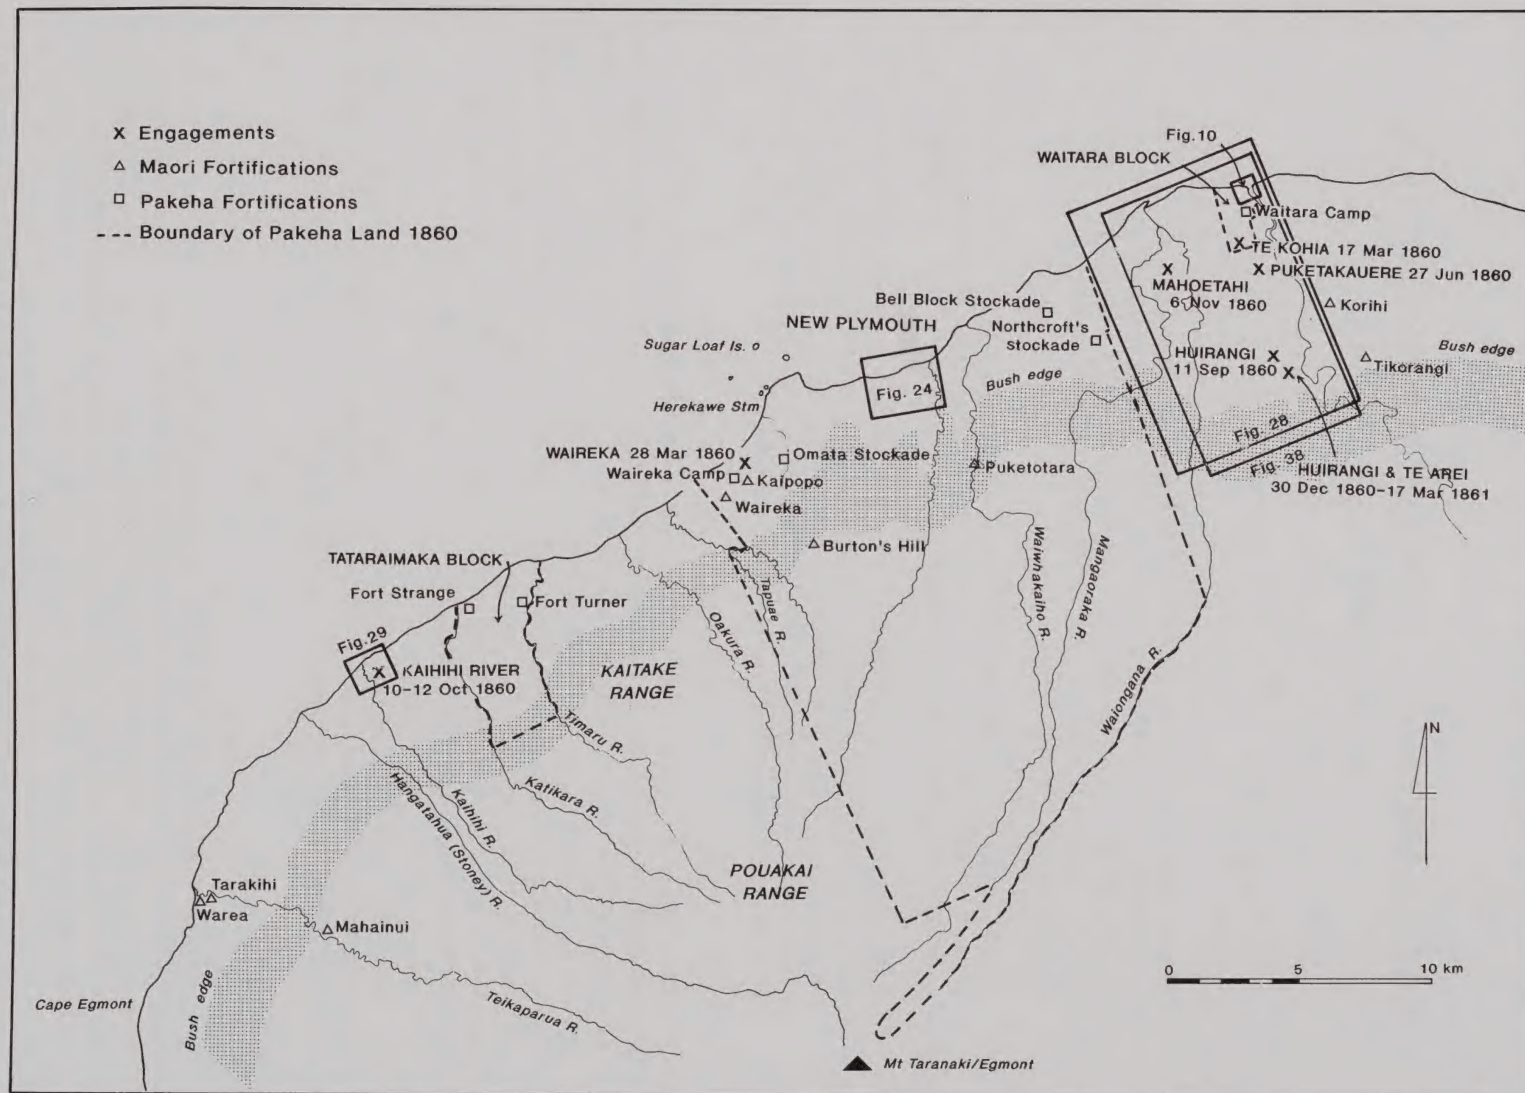 Engagements
Maori Fortifications
Pakeha Fortifications
Boundary of Pakeha Land 1860
Fig.10
WAITARA BLOCK
Waitara Camp
TE KOHIA 17 Mar 1860
PUKETAKAUERE 27 Jun 1860
MAHOETAHI
6 Nov 1860
Korihi
Bell Block Stockade
Northcroft's
stockade
NEW PLYMOUTH
Sugar Loaf Is.
Fig. 24
Bush edge
HUIRANGI
11 Sep 1860
Tikorangi
Bush edge
Herekawe Stm
Fig. 28
Fig. 38
HUIRANGI & TE AREI
30 Dec 1860-17 Mar 1861
WAIREKA 28 Mar 1860
Omata Stockade
Waireka Camp
Kaipopo
Waireka
Puketotara
Burton's Hill
TATARAIMAKA BLOCK
Fort Strange
Fort Turner
Fig.29
KAIHIHI RIVER
10-12 Oct 1860
KAITAKE
RANGE
Oakura R.
Tapuae R.
Waiwhakaiho R.
Mangaoraka R.
Waiongana R.
Timaru R.
Katikara R.
Kaihihi R.
Hangatahua (Stoney) R.
POUAKAI
RANGE
N
Tarakihi
Warea
Mahainui
Teikaparua R.
Cape Egmont
Bush edge
0 5 10 km
Mt Taranaki/Egmont